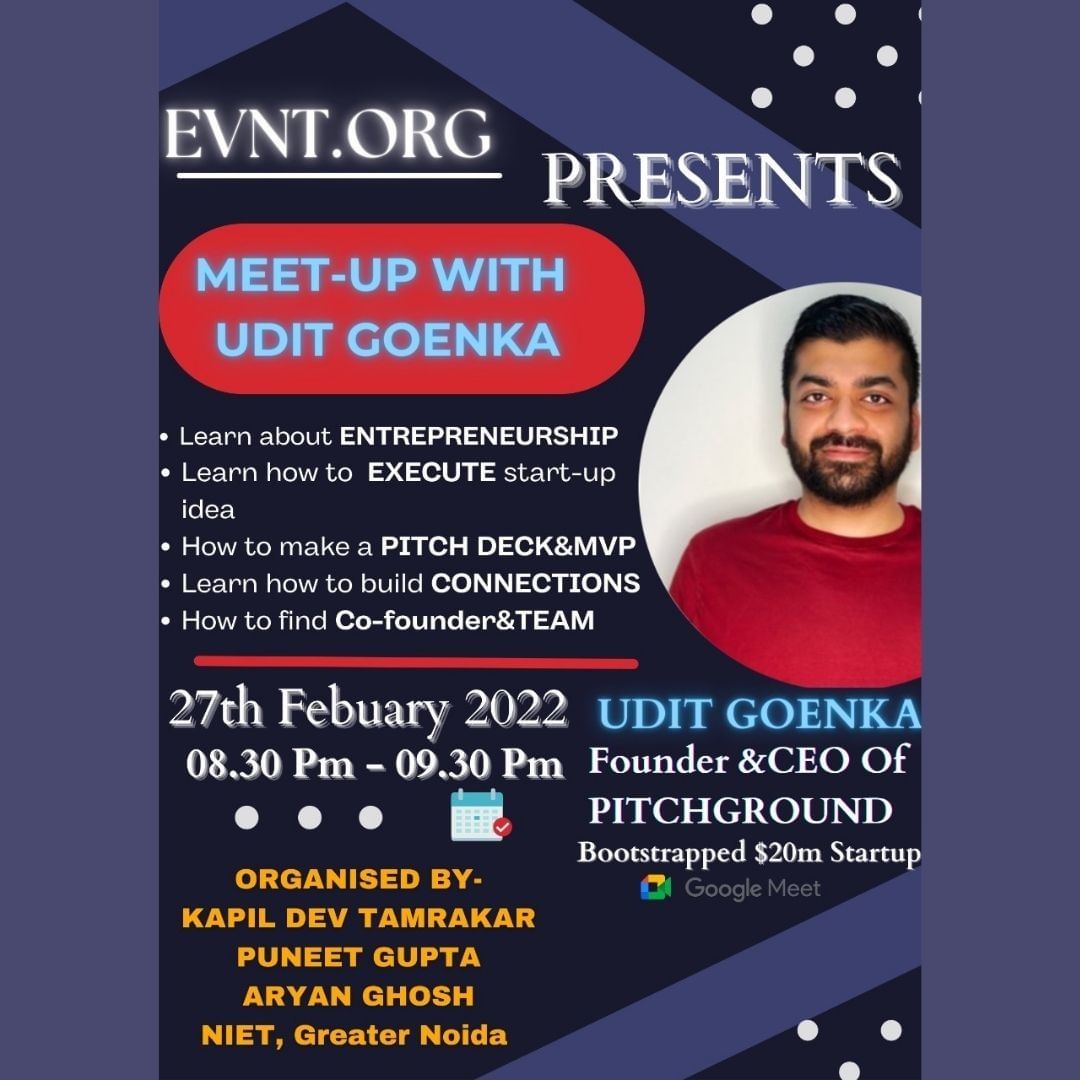 EVNT.ORG
PRESENTS
MEET-UP WITH
UDIT GOENKA
• Learn about ENTREPRENEURSHIP
• Learn how to EXECUTE start-up
idea
• How to make a PITCH DECK&MVP
• Learn how to build CONNECTIONS
• How to find Co-founder&TEAM
27th Febuary 2022
08.30 Pm – 09.30 Pm
UDIT GOENKA
Founder &CEO Of
PITCHGROUND
Bootstrapped $20m Startup
Google Meet
ORGANISED BY-
KAPIL DEV TAMRAKAR
PUNEET GUPTA
ARYAN GHOSH
NIET, Greater Noida